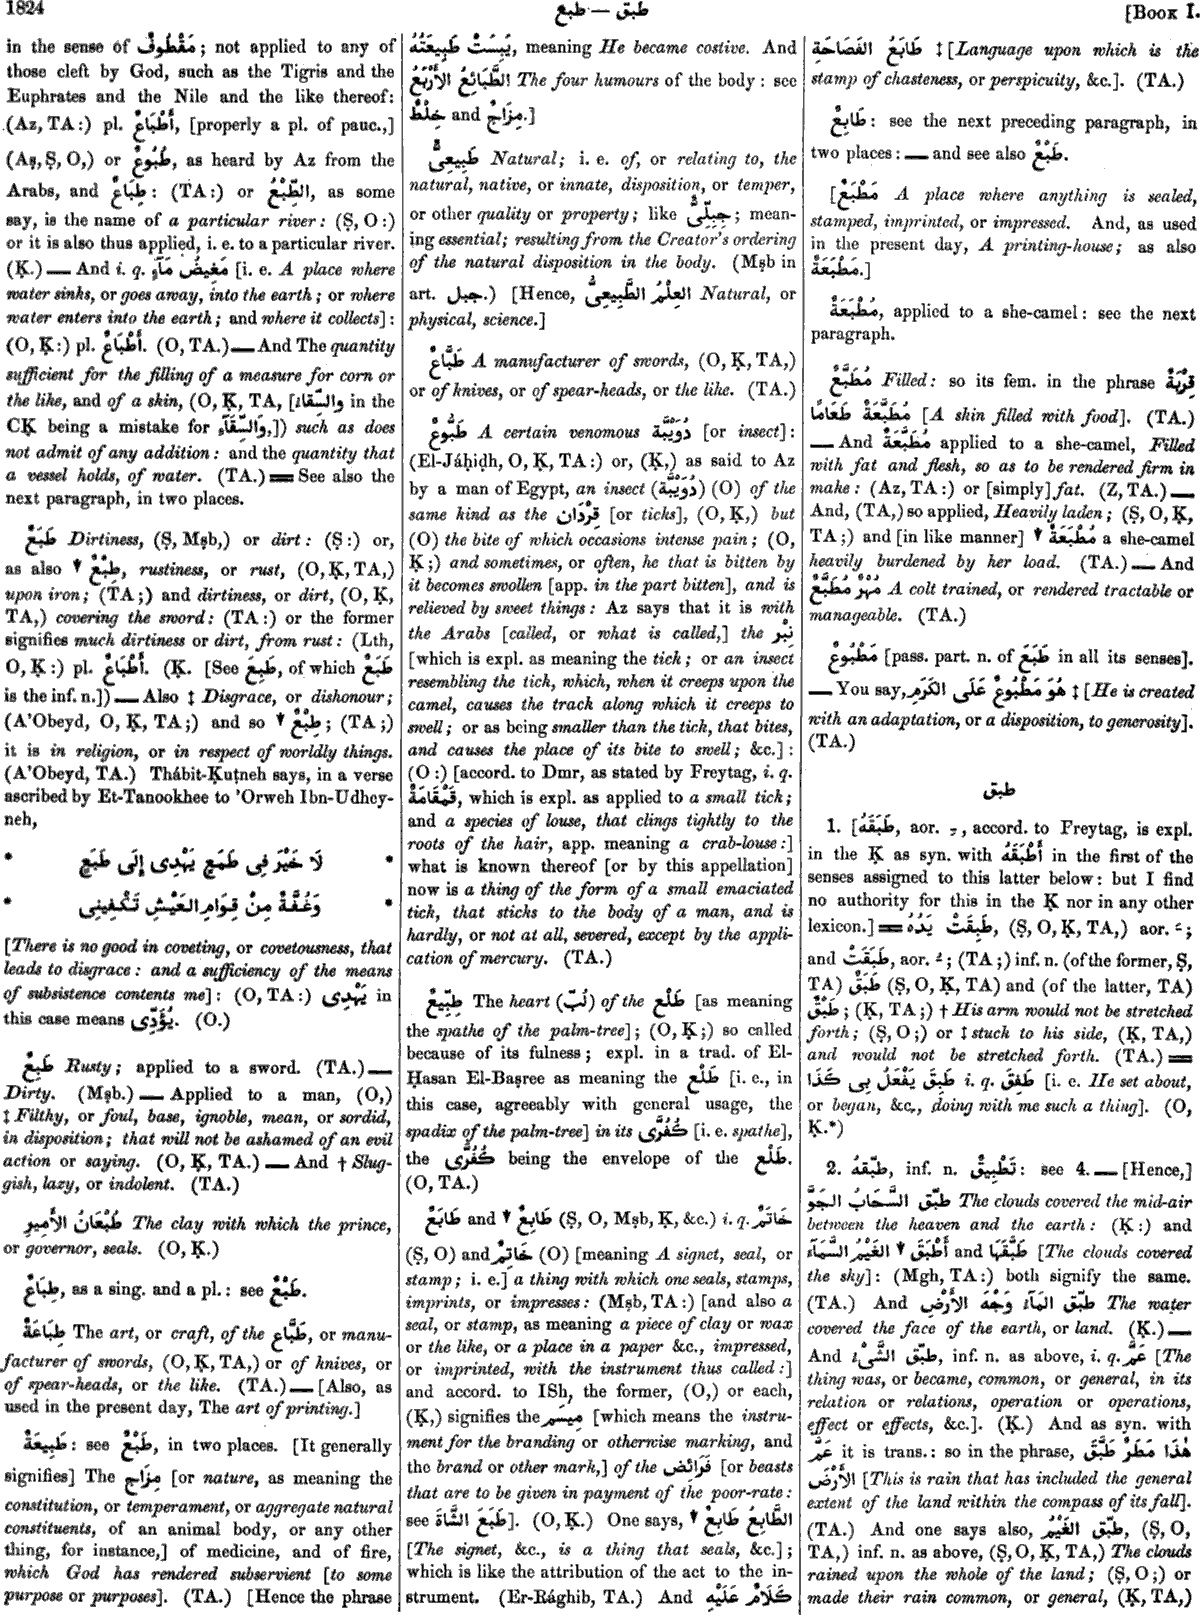 1824
طبق — طبع
[BOOK I.
in the sense of مَقْطُوفٌ; not applied to any of
those cleft by God, such as the Tigris and the
Euphrates and the Nile and the like thereof:
(Az, TA:) pl. أَطْبَاعٌ, [properly a pl. of pauc.,]
(Aṣ, Ṣ, O,) or طُبُوعٌ, as heard by Az from the
Arabs, and طِبَاعٌ: (TA:) or الطِّبْعُ, as some
say, is the name of a particular river: (Ṣ, O:)
or it is also thus applied, i. e. to a particular river.
(Ḳ.) — And i. q. مَغِيضُ مَآءٍ [i. e. A place where
water sinks, or goes away, into the earth; or where
water enters into the earth; and where it collects]:
(O, Ḳ:) pl. أَطْبَاعٌ. (O, TA.) — And The quantity
sufficient for the filling of a measure for corn or
the like, and of a skin, (O, Ḳ, TA, [والسِّقَاءُ in the
CḲ being a mistake for وَالسِّقَآءِ,]) such as does
not admit of any addition: and the quantity that
a vessel holds, of water. (TA.) ═ See also the
next paragraph, in two places.
طَبَعٌ Dirtiness, (Ṣ, Mṣb,) or dirt: (Ṣ:) or,
as also ▼ طِبْعٌ, rustiness, or rust, (O, Ḳ, TA,)
upon iron; (TA;) and dirtiness, or dirt, (O, Ḳ,
TA,) covering the sword: (TA:) or the former
signifies much dirtiness or dirt, from rust: (Lth,
O, Ḳ:) pl. أَطْبَاعٌ. (Ḳ. [See طَبِعَ, of which طَبَعٌ
is the inf. n.]) — Also ‡ Disgrace, or dishonour;
(A'Obeyd, O, Ḳ, TA;) and so ▼ طِبْعٌ; (TA;)
it is in religion, or in respect of worldly things.
(A'Obeyd, TA.) Thábit-Ḳuṭneh says, in a verse
ascribed by Et-Tanookhee to 'Orweh Ibn-Udhey-
neh,
* لَا خَيْرَ فِى طَمَعٍ يَهْدِى إِلَى طَبَعٍ *
* وَغُفَّةٌ مِنْ قِوَامِ العَيْشِ تَكْفِينِى *
[There is no good in coveting, or covetousness, that
leads to disgrace: and a sufficiency of the means
of subsistence contents me]: (O, TA:) يَهْدِى in
this case means يُؤَدِّى. (O.)
طَبِعٌ Rusty; applied to a sword. (TA.) —
Dirty. (Mṣb.) — Applied to a man, (O,)
‡ Filthy, or foul, base, ignoble, mean, or sordid,
in disposition; that will not be ashamed of an evil
action or saying. (O, Ḳ, TA.) — And † Slug-
gish, lazy, or indolent. (TA.)
طُبْعَانُ الأَمِيرِ The clay with which the prince,
or governor, seals. (O, Ḳ.)
طِبَاعٌ, as a sing. and a pl.: see طَبْعٌ.
طِبَاعَةٌ The art, or craft, of the طَبَّاع, or manu-
facturer of swords, (O, Ḳ, TA,) or of knives, or
of spear-heads, or the like. (TA.) — [Also, as
used in the present day, The art of printing.]
طَبِيعَةٌ: see طَبْعٌ, in two places. [It generally
signifies] The مِزَاج [or nature, as meaning the
constitution, or temperament, or aggregate natural
constituents, of an animal body, or any other
thing, for instance,] of medicine, and of fire,
which God has rendered subservient [to some
purpose or purposes]. (TA.) [Hence the phrase
يَبِسَتْ طَبِيعَتُهُ, meaning He became costive. And
الطَّبَائِعُ الأَرْبَعُ The four humours of the body: see
خِلْطٌ and مِزَاجٌ.]
طَبِيعِىٌّ Natural; i. e. of, or relating to, the
natural, native, or innate, disposition, or temper,
or other quality or property; like جِبِلِّىٌّ; mean-
ing essential; resulting from the Creator's ordering
of the natural disposition in the body. (Mṣb in
art. جبل.) [Hence, العِلْمُ الطَّبِيعِىُّ Natural, or
physical, science.]
طَبَّاعٌ A manufacturer of swords, (O, Ḳ, TA,)
or of knives, or of spear-heads, or the like. (TA.)
طَبُّوعٌ A certain venomous دُوَيْبَّة [or insect]:
(El-Jáḥiḍh, O, Ḳ, TA:) or, (Ḳ,) as said to Az
by a man of Egypt, an insect (دُوَيْبَّة) (O) of the
same kind as the قِرْدَان [or ticks], (O, Ḳ,) but
(O) the bite of which occasions intense pain; (O,
Ḳ;) and sometimes, or often, he that is bitten by
it becomes swollen [app. in the part bitten], and is
relieved by sweet things: Az says that it is with
the Arabs [called, or what is called,] the نِبْر
[which is expl. as meaning the tick; or an insect
resembling the tick, which, when it creeps upon the
camel, causes the track along which it creeps to
swell; or as being smaller than the tick, that bites,
and causes the place of its bite to swell; &c.]:
(O:) [accord. to Dmr, as stated by Freytag, i. q.
قَمْقَامَةٌ, which is expl. as applied to a small tick;
and a species of louse, that clings tightly to the
roots of the hair, app. meaning a crab-louse:]
what is known thereof [or by this appellation]
now is a thing of the form of a small emaciated
tick, that sticks to the body of a man, and is
hardly, or not at all, severed, except by the appli-
cation of mercury. (TA.)
طِبِّيعٌ The heart (لُبّ) of the طَلْع [as meaning
the spathe of the palm-tree]; (O, Ḳ;) so called
because of its fulness; expl. in a trad. of El-
Ḥasan El-Baṣree as meaning the طَلْع [i. e., in
this case, agreeably with general usage, the
spadix of the palm-tree] in its كُفُرَّى [i. e. spathe],
the كُفُرَّى being the envelope of the طَلْع.
(O, TA.)
طَابَعٌ and ▼ طَابِعٌ (Ṣ, O, Mṣb, Ḳ, &c.) i. q. خَاتَمٌ
(Ṣ, O) and خَاتِمٌ (O) [meaning A signet, seal, or
stamp; i. e.] a thing with which one seals, stamps,
imprints, or impresses: (Mṣb, TA:) [and also a
seal, or stamp, as meaning a piece of clay or wax
or the like, or a place in a paper &c., impressed,
or imprinted, with the instrument thus called:]
and accord. to ISh, the former, (O,) or each,
(Ḳ,) signifies the مِيسَم [which means the instru-
ment for the branding or otherwise marking, and
the brand or other mark,] of the فَرَائِض [or beasts
that are to be given in payment of the poor-rate:
see طَبَعَ الشَّاةَ]. (O, Ḳ.) One says, ▼ الطَّابِعُ طَابِعٌ
[The signet, &c., is a thing that seals, &c.];
which is like the attribution of the act to the in-
strument. (Er-Rághib, TA.) And كَلَامٌ عَلَيْهِ
طَابَعُ الفَصَاحَةِ ‡ [Language upon which is the
stamp of chasteness, or perspicuity, &c.]. (TA.)
طَابِعٌ: see the next preceding paragraph, in
two places: — and see also طَبْعٌ.
[مَطْبَعٌ A place where anything is sealed,
stamped, imprinted, or impressed. And, as used
in the present day, A printing-house; as also
مَطْبَعَةٌ.]
مُطْبَعَةٌ, applied to a she-camel: see the next
paragraph.
مُطَبَّعٌ Filled: so its fem. in the phrase قِرْبَةٌ
مُطَبَّعَةٌ طَعَامًا [A skin filled with food]. (TA.)
— And مُطَبَّعَةٌ applied to a she-camel, Filled
with fat and flesh, so as to be rendered firm in
make: (Az, TA:) or [simply] fat. (Z, TA.) —
And, (TA,) so applied, Heavily laden; (Ṣ, O, Ḳ,
TA;) and [in like manner] ▼ مُطْبَعَةٌ a she-camel
heavily burdened by her load. (TA.) — And
مُهْرٌ مُطَبَّعٌ A colt trained, or rendered tractable or
manageable. (TA.)
مَطْبُوعٌ [pass. part. n. of طَبَعَ in all its senses].
— You say, هُوَ مَطْبُوعٌ عَلَى الكَرَمِ ‡ [He is created
with an adaptation, or a disposition, to generosity].
(TA.)
طبق
1. [طَبَقَهُ, aor. ـِ, accord. to Freytag, is expl.
in the Ḳ as syn. with أَطْبَقَهُ in the first of the
senses assigned to this latter below: but I find
no authority for this in the Ḳ nor in any other
lexicon.] ═ طَبِقَتْ يَدُهُ, (Ṣ, O, Ḳ, TA,) aor. ـَ;
and طَبَقَتْ, aor. ـُ; (TA;) inf. n. (of the former, Ṣ,
TA) طَبَقٌ (Ṣ, O, Ḳ, TA) and (of the latter, TA)
طَبْقٌ; (Ḳ, TA;) † His arm would not be stretched
forth; (Ṣ, O;) or ‡ stuck to his side, (Ḳ, TA,)
and would not be stretched forth. (TA.) ═
طَبِقَ يَفْعَلُ بِى كَذَا i. q. طَفِقَ [i. e. He set about,
or began, &c., doing with me such a thing]. (O,
Ḳ.*)
2. طبّقهُ, inf. n. تَطْبِيقٌ: see 4. — [Hence,]
طبّق السَّحَابُ الجَوَّ The clouds covered the mid-air
between the heaven and the earth: (Ḳ:) and
أَطْبَقَ ▼ الغَيْمُ السَّمَآءَ and طَبَّقَهَا [The clouds covered
the sky]: (Mgh, TA:) both signify the same.
(TA.) And طبّق المَآءُ وَجْهَ الأَرْضِ The water
covered the face of the earth, or land. (Ḳ.) —
And طبّق الشَّىْءُ, inf. n. as above, i. q. عَمَّ [The
thing was, or became, common, or general, in its
relation or relations, operation or operations,
effect or effects, &c.]. (Ḳ.) And as syn. with
عَمَّ it is trans.: so in the phrase, هٰذَا مَطَرٌ طَبَّقَ
الأَرْضَ [This is rain that has included the general
extent of the land within the compass of its fall].
(TA.) And one says also, طبّق الغَيْمُ, (Ṣ, O,
TA,) inf. n. as above, (Ṣ, O, Ḳ, TA,) The clouds
rained upon the whole of the land; (Ṣ, O;) or
made their rain common, or general, (Ḳ, TA,)